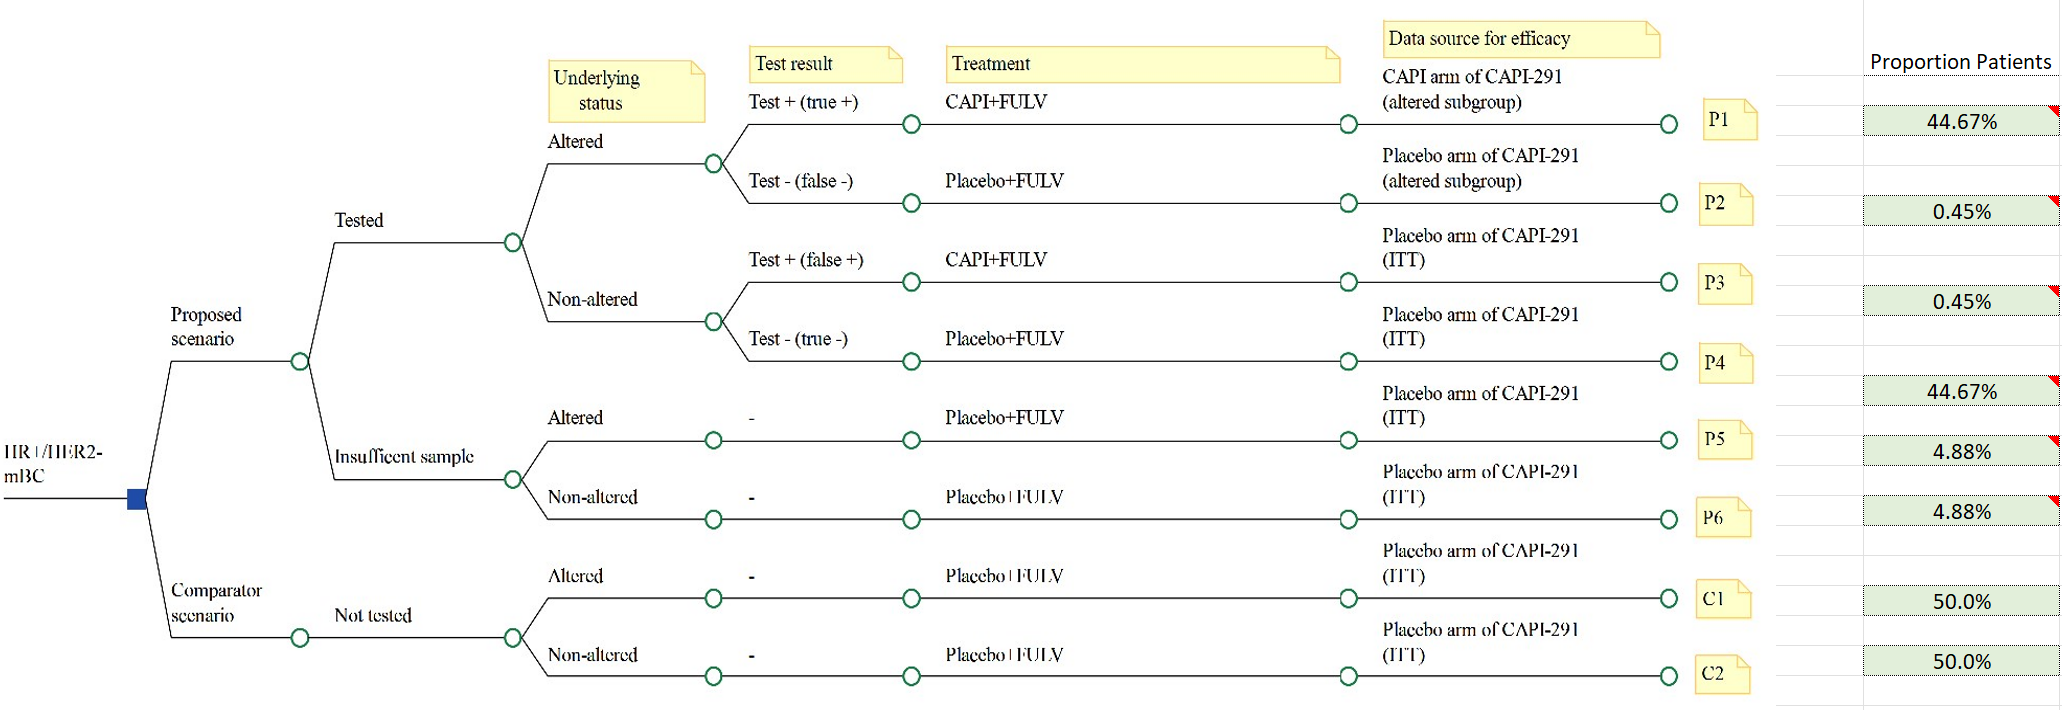 Data source for efficacy
Underlying
status
Test result
Treatment
Proportion Patients
CAPI arm of CAPI-291
(altered subgroup)
Test + (true +)
CAPI+FULV
P1
44.67%
Altered
Placebo arm of CAPI-291
(altered subgroup)
Test - (false -)
Placebo+FULV
P2
0.45%
Tested
Placebo arm of CAPI-291
(ITT)
Test + (false +)
CAPI+FULV
P3
0.45%
Non-altered
Proposed
scenario
Placebo arm of CAPI-291
(ITT)
Test - (true -)
Placebo+FULV
P4
44.67%
Placebo arm of CAPI-291
(ITT)
Altered
-
Placebo+FULV
P5
4.88%
HR+/HER2-
mBC
Insufficent sample
Placebo arm of CAPI-291
(ITT)
Non-altered
-
Placebo+FULV
P6
4.88%
Placebo arm of CAPI-291
(ITT)
Altered
-
Placebo+FULV
C1
50.0%
Comparator
scenario
Not tested
Placebo arm of CAPI-291
(ITT)
Non-altered
-
Placebo+FULV
C2
50.0%